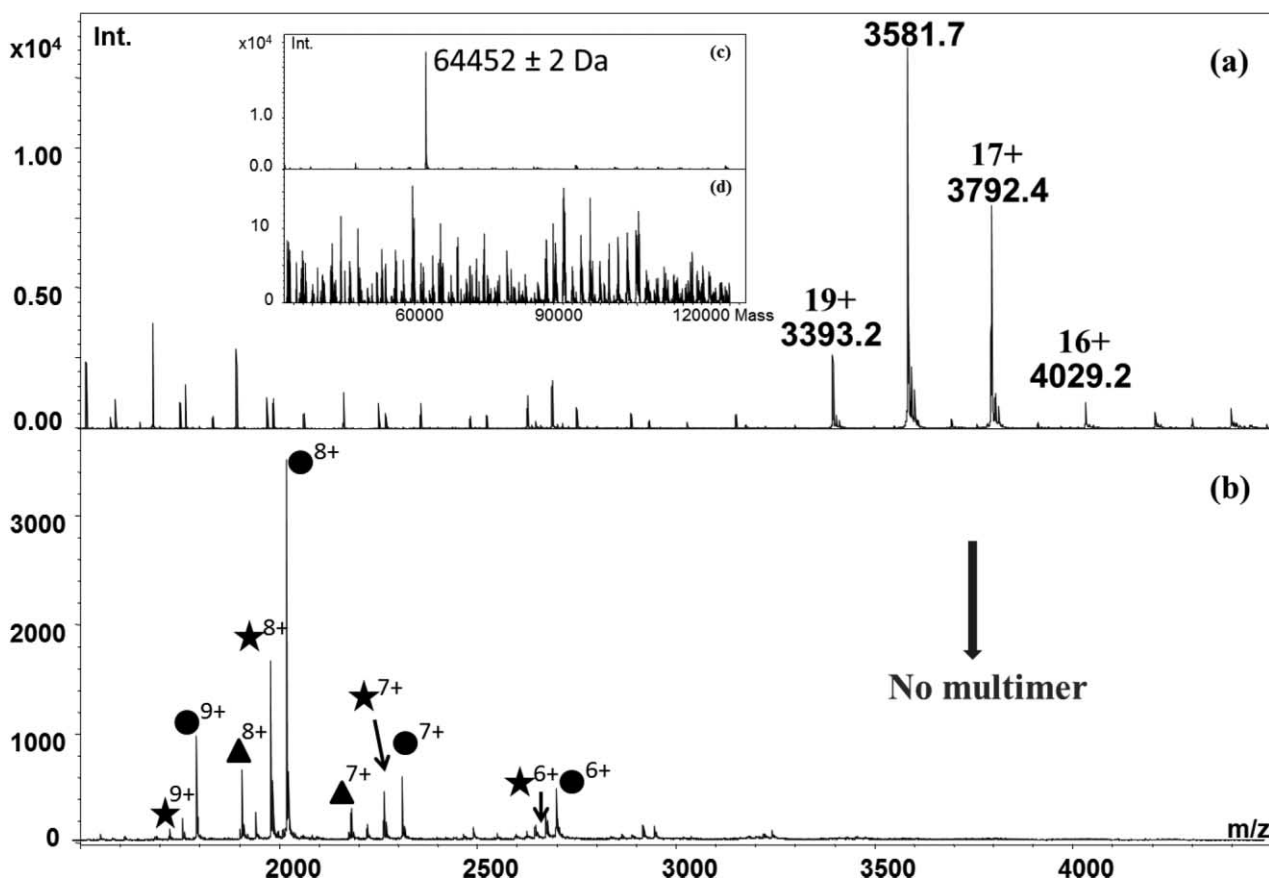 x10⁴ Int.
1.00
0.50
0.00
x10⁴ Int.
1.0
0.0
64452 ± 2 Da
(c)
(d)
10
0
60000 90000 120000 Mass
3581.7
(a)
17+
3792.4
19+
3393.2
16+
4029.2
(b)
3000
2000
1000
0
8+
8+
9+
8+
9+
7+
7+
7+
6+
6+
No multimer
m/z
2000 2500 3000 3500 4000